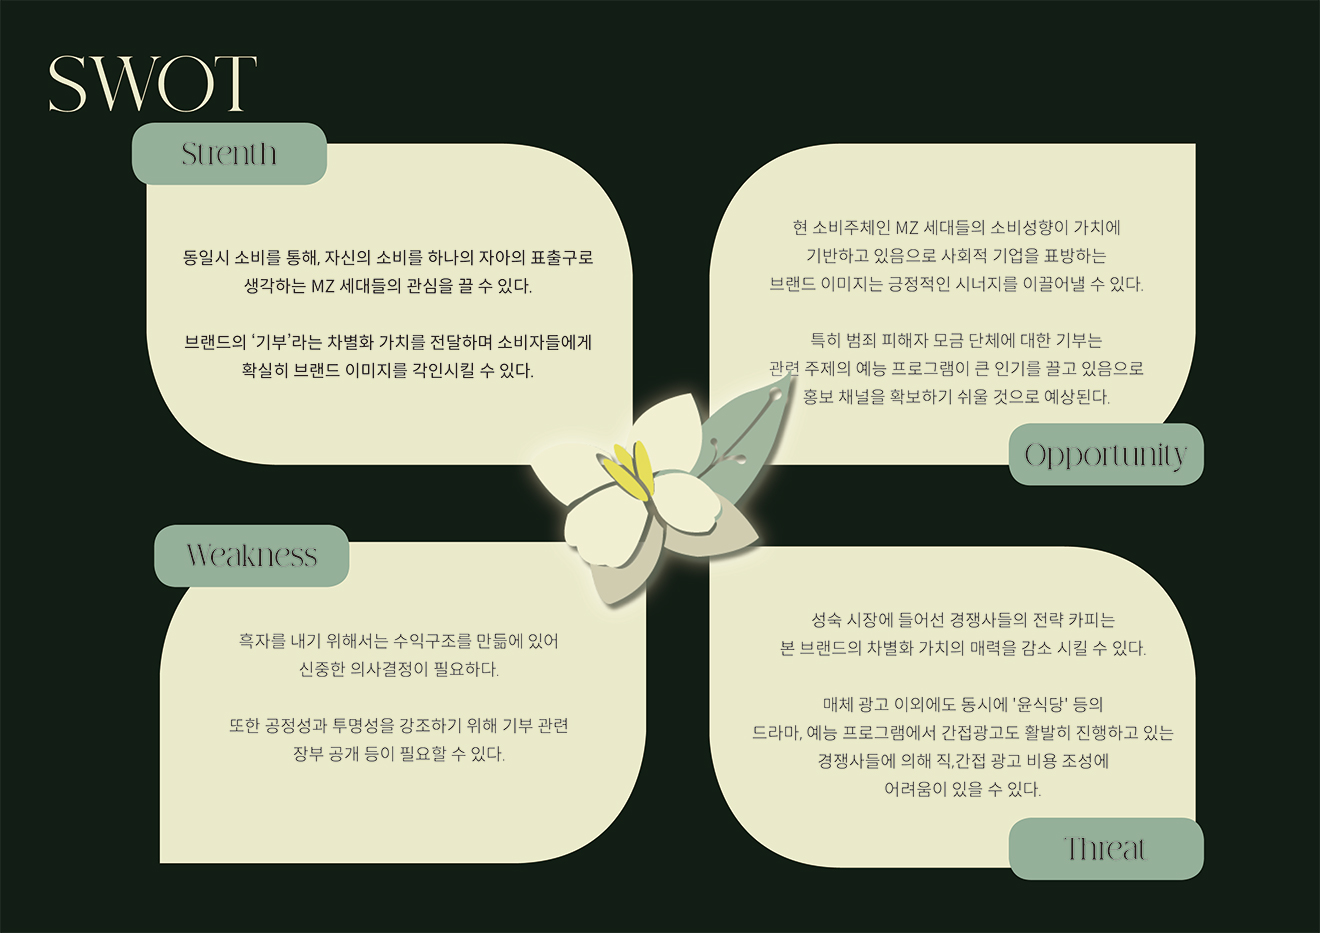 SWOT
Strenth
동일시 소비를 통해, 자신의 소비를 하나의 자아의 표출구로
생각하는 MZ 세대들의 관심을 끌 수 있다.
브랜드의 ‘기부’라는 차별화 가치를 전달하며 소비자들에게
확실히 브랜드 이미지를 각인시킬 수 있다.
현 소비주체인 MZ 세대들의 소비성향이 가치에
기반하고 있음으로 사회적 기업을 표방하는
브랜드 이미지는 긍정적인 시너지를 이끌어낼 수 있다.
특히 범죄 피해자 모금 단체에 대한 기부는
관련 주제의 예능 프로그램이 큰 인기를 끌고 있음으로
홍보 채널을 확보하기 쉬울 것으로 예상된다.
Opportunity
Weakness
흑자를 내기 위해서는 수익구조를 만듦에 있어
신중한 의사결정이 필요하다.
또한 공정성과 투명성을 강조하기 위해 기부 관련
장부 공개 등이 필요할 수 있다.
성숙 시장에 들어선 경쟁사들의 전략 카피는
본 브랜드의 차별화 가치의 매력을 감소 시킬 수 있다.
매체 광고 이외에도 동시에 '윤식당' 등의
드라마, 예능 프로그램에서 간접광고도 활발히 진행하고 있는
경쟁사들에 의해 직,간접 광고 비용 조성에
어려움이 있을 수 있다.
Threat